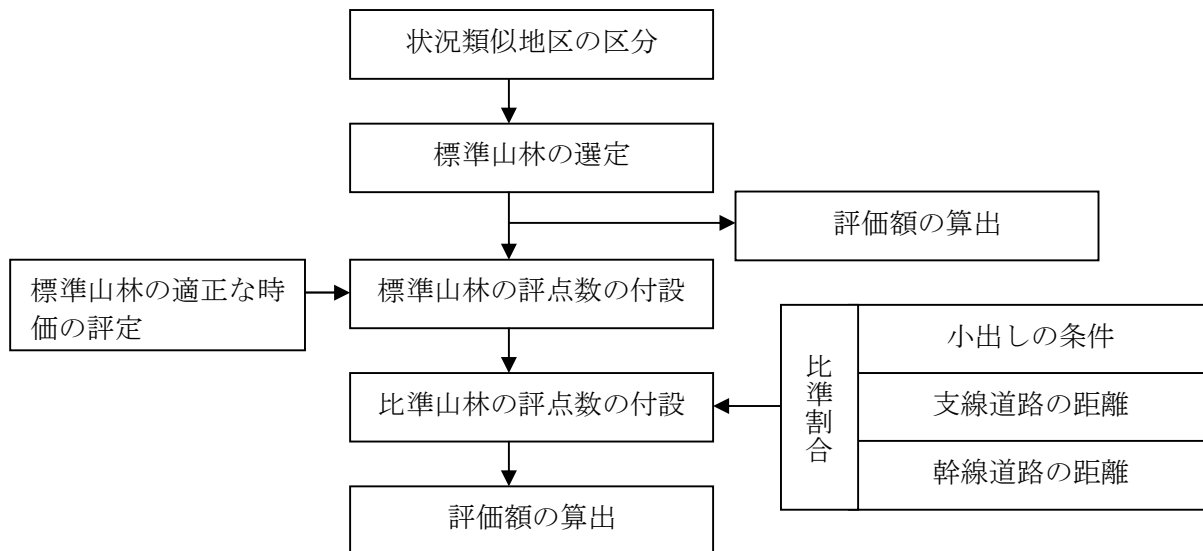 状況類似地区の区分
標準山林の選定
評価額の算出
標準山林の適正な時
価の評定
標準山林の評点数の付設
比準割合
小出しの条件
支線道路の距離
幹線道路の距離
比準山林の評点数の付設
評価額の算出